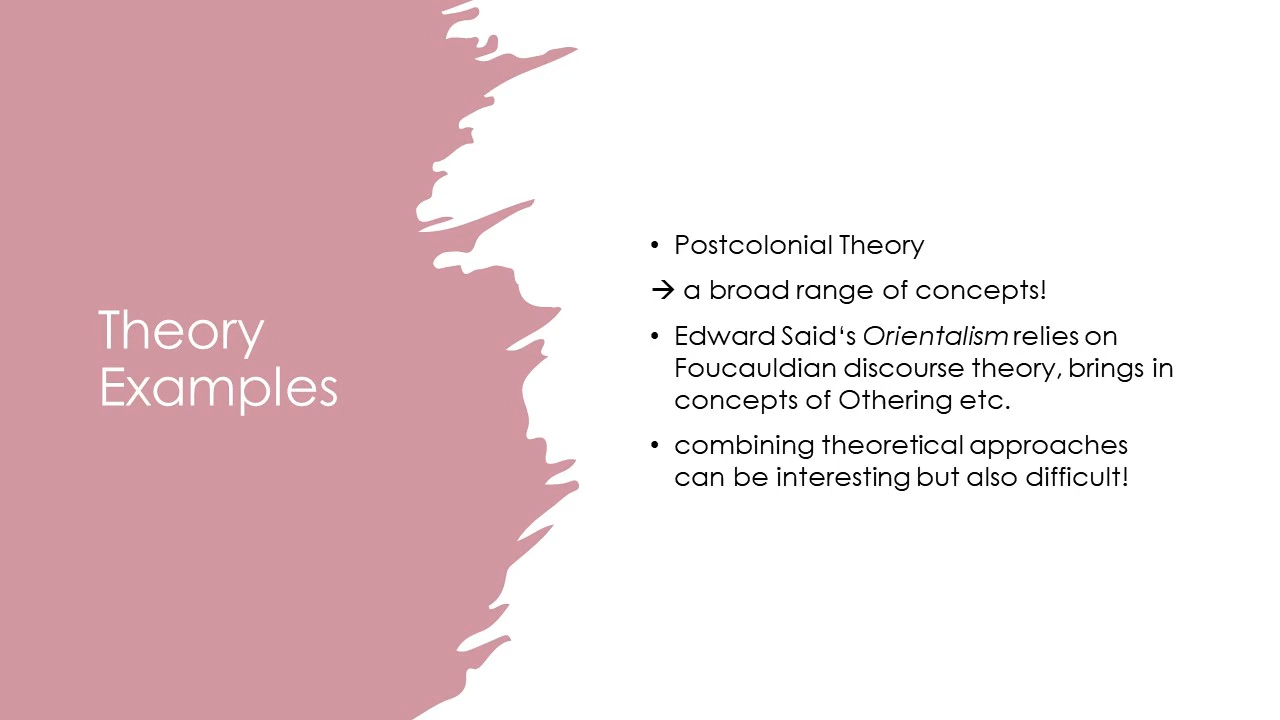 Theory
Examples
• Postcolonial Theory
→ a broad range of concepts!
• Edward Said‘s Orientalism relies on
Foucauldian discourse theory, brings in
concepts of Othering etc.
• combining theoretical approaches
can be interesting but also difficult!